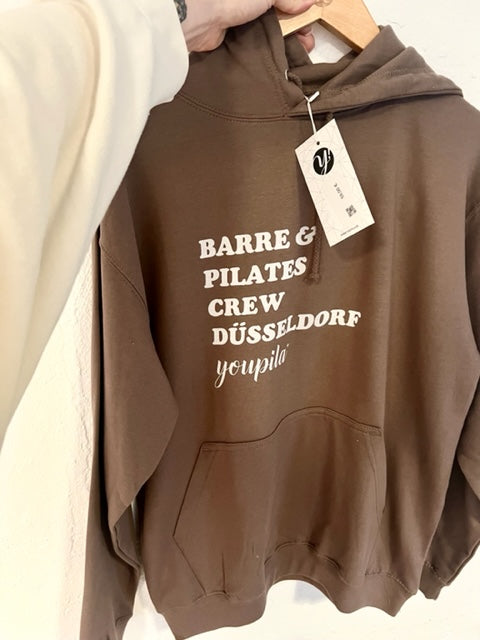 BARRE &
PILATES
CREW
DÜSSELDORF
youpila